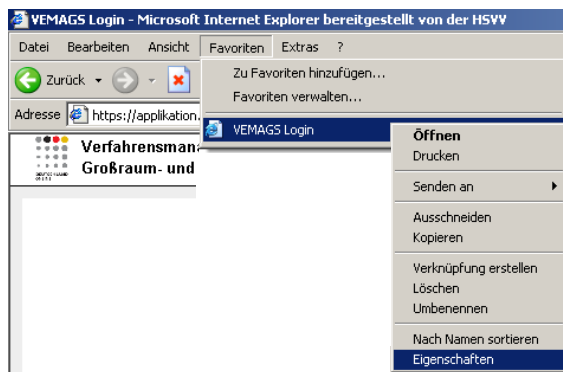 VEMAGS Login - Microsoft Internet Explorer bereitgestellt von der HSVV
Datei Bearbeiten Ansicht Favoriten Extras ?
Zurück
Zu Favoriten hinzufügen...
Favoriten verwalten...
Adresse https://applikation.
VEMAGS Login
Verfahrensmana
Großraum- und
Öffnen
Drucken
Senden an
Ausschneiden
Kopieren
Verknüpfung erstellen
Löschen
Umbenennen
Nach Namen sortieren
Eigenschaften